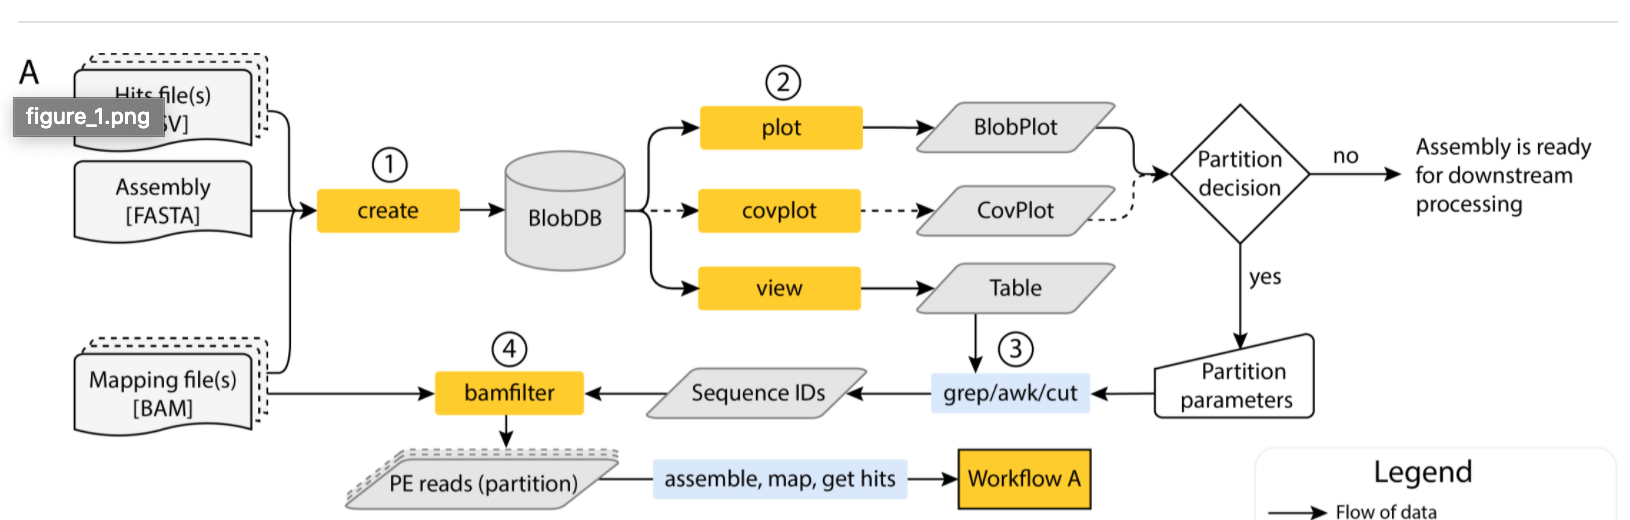 A
Hits file(s)
figure_1.png
SV]
Assembly
[FASTA]
1
create
BlobDB
2
plot
covplot
view
BlobPlot
CovPlot
Table
Partition
decision
no
Assembly is ready
for downstream
processing
yes
Partition
parameters
3
grep/awk/cut
Sequence IDs
4
bamfilter
Mapping file(s)
[BAM]
PE reads (partition)
assemble, map, get hits
Workflow A
Legend
Flow of data